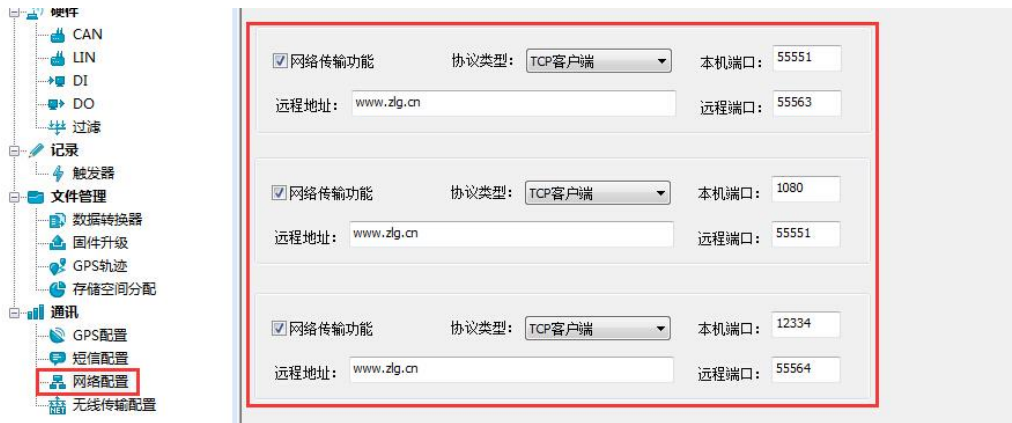 硬件
CAN
LIN
DI
DO
过滤
记录
触发器
文件管理
数据转换器
固件升级
GPS轨迹
存储空间分配
通讯
GPS配置
短信配置
网络配置
无线传输配置
网络传输功能 协议类型: TCP客户端 本机端口: 55551
远程地址: www.zlg.cn 远程端口: 55563
网络传输功能 协议类型: TCP客户端 本机端口: 1080
远程地址: www.zlg.cn 远程端口: 55551
网络传输功能 协议类型: TCP客户端 本机端口: 12334
远程地址: www.zlg.cn 远程端口: 55564